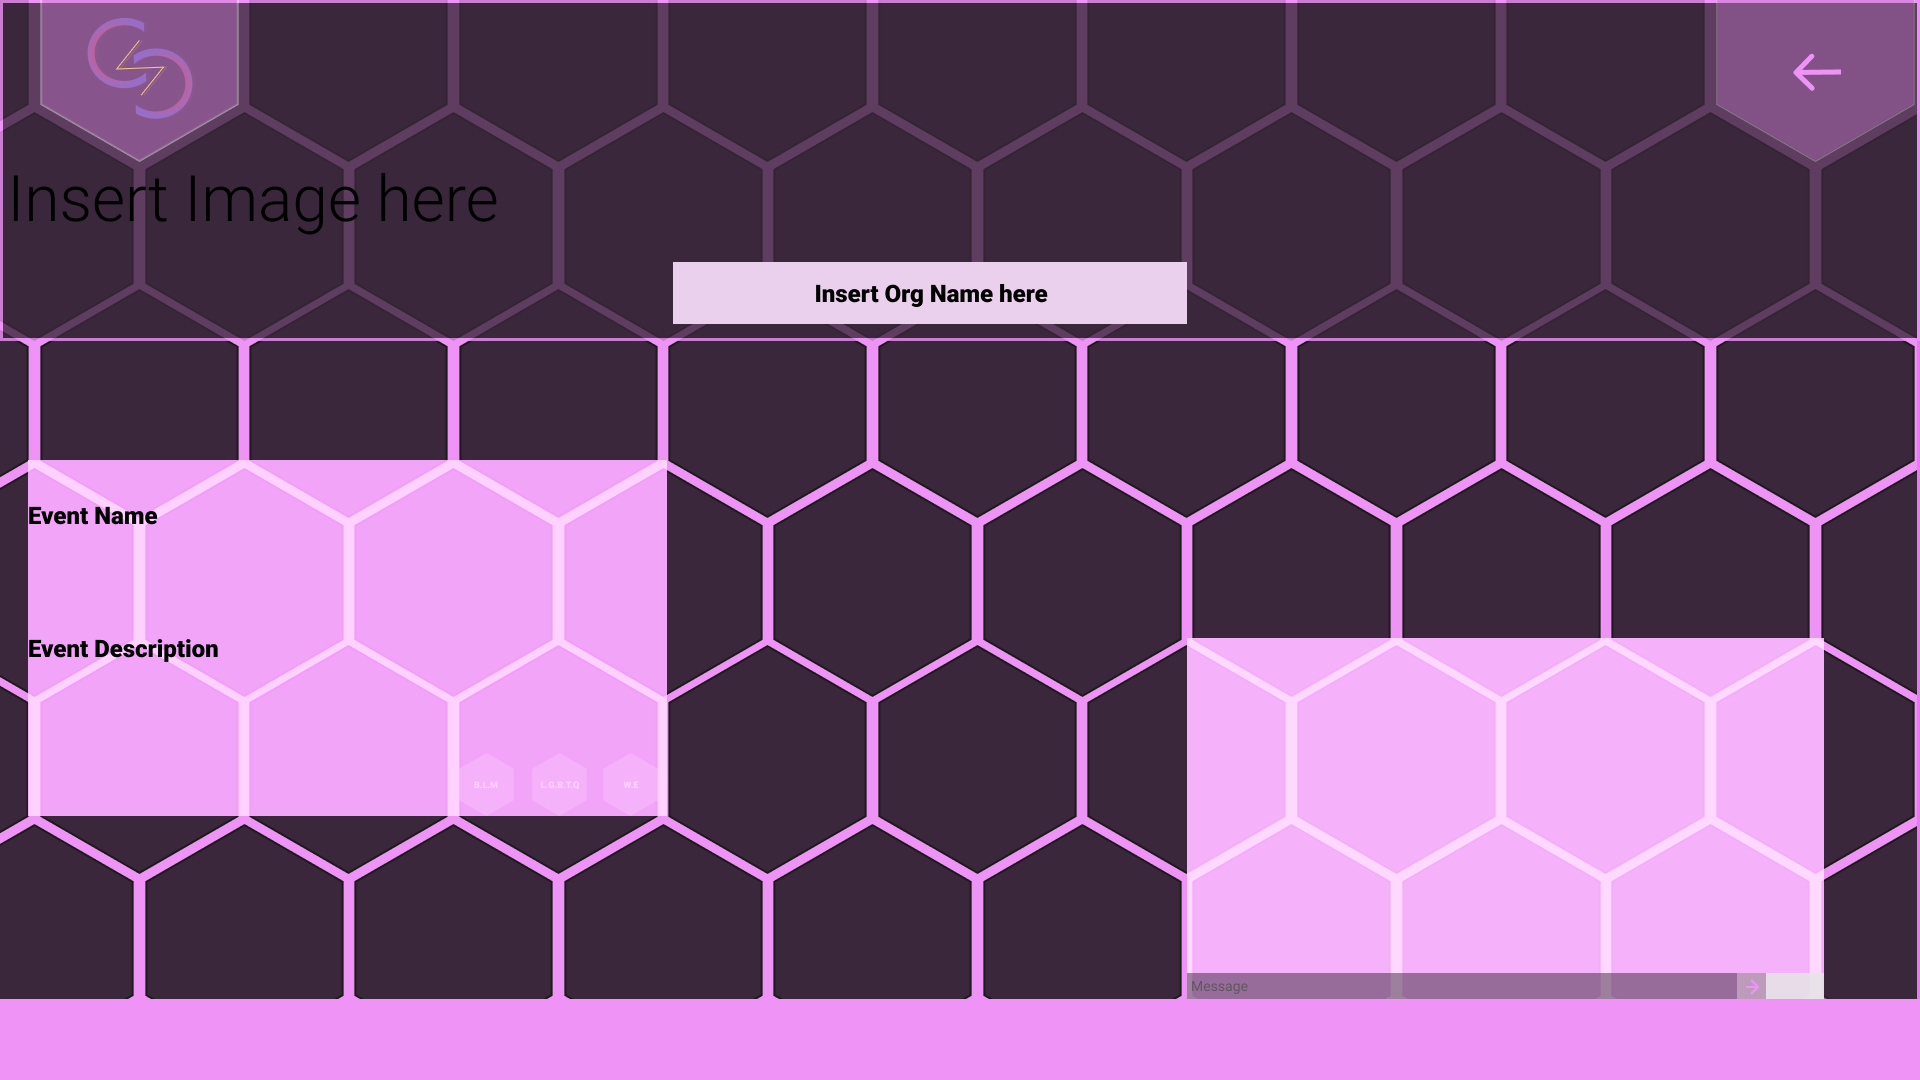 Insert Image here
Insert Org Name here
Event Name
Event Description
B.L.M L.G.B.T.Q W.E
Message